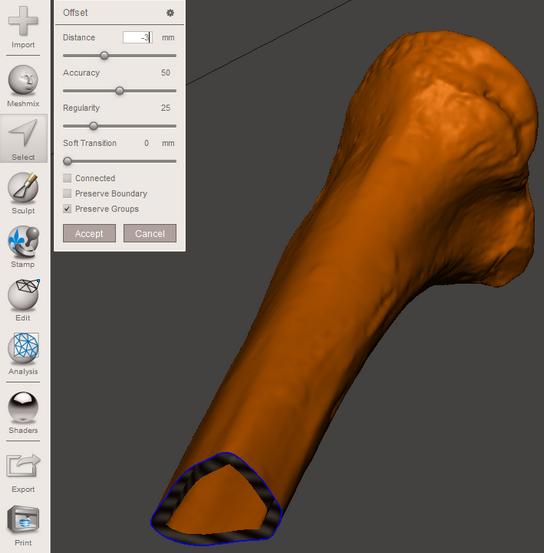 Import
Meshmix
Select
Sculpt
Stamp
Edit
Analysis
Shaders
Export
Print
Offset
Distance -3 mm
Accuracy 50
Regularity 25
Soft Transition 0 mm
Connected
Preserve Boundary
Preserve Groups
Accept Cancel